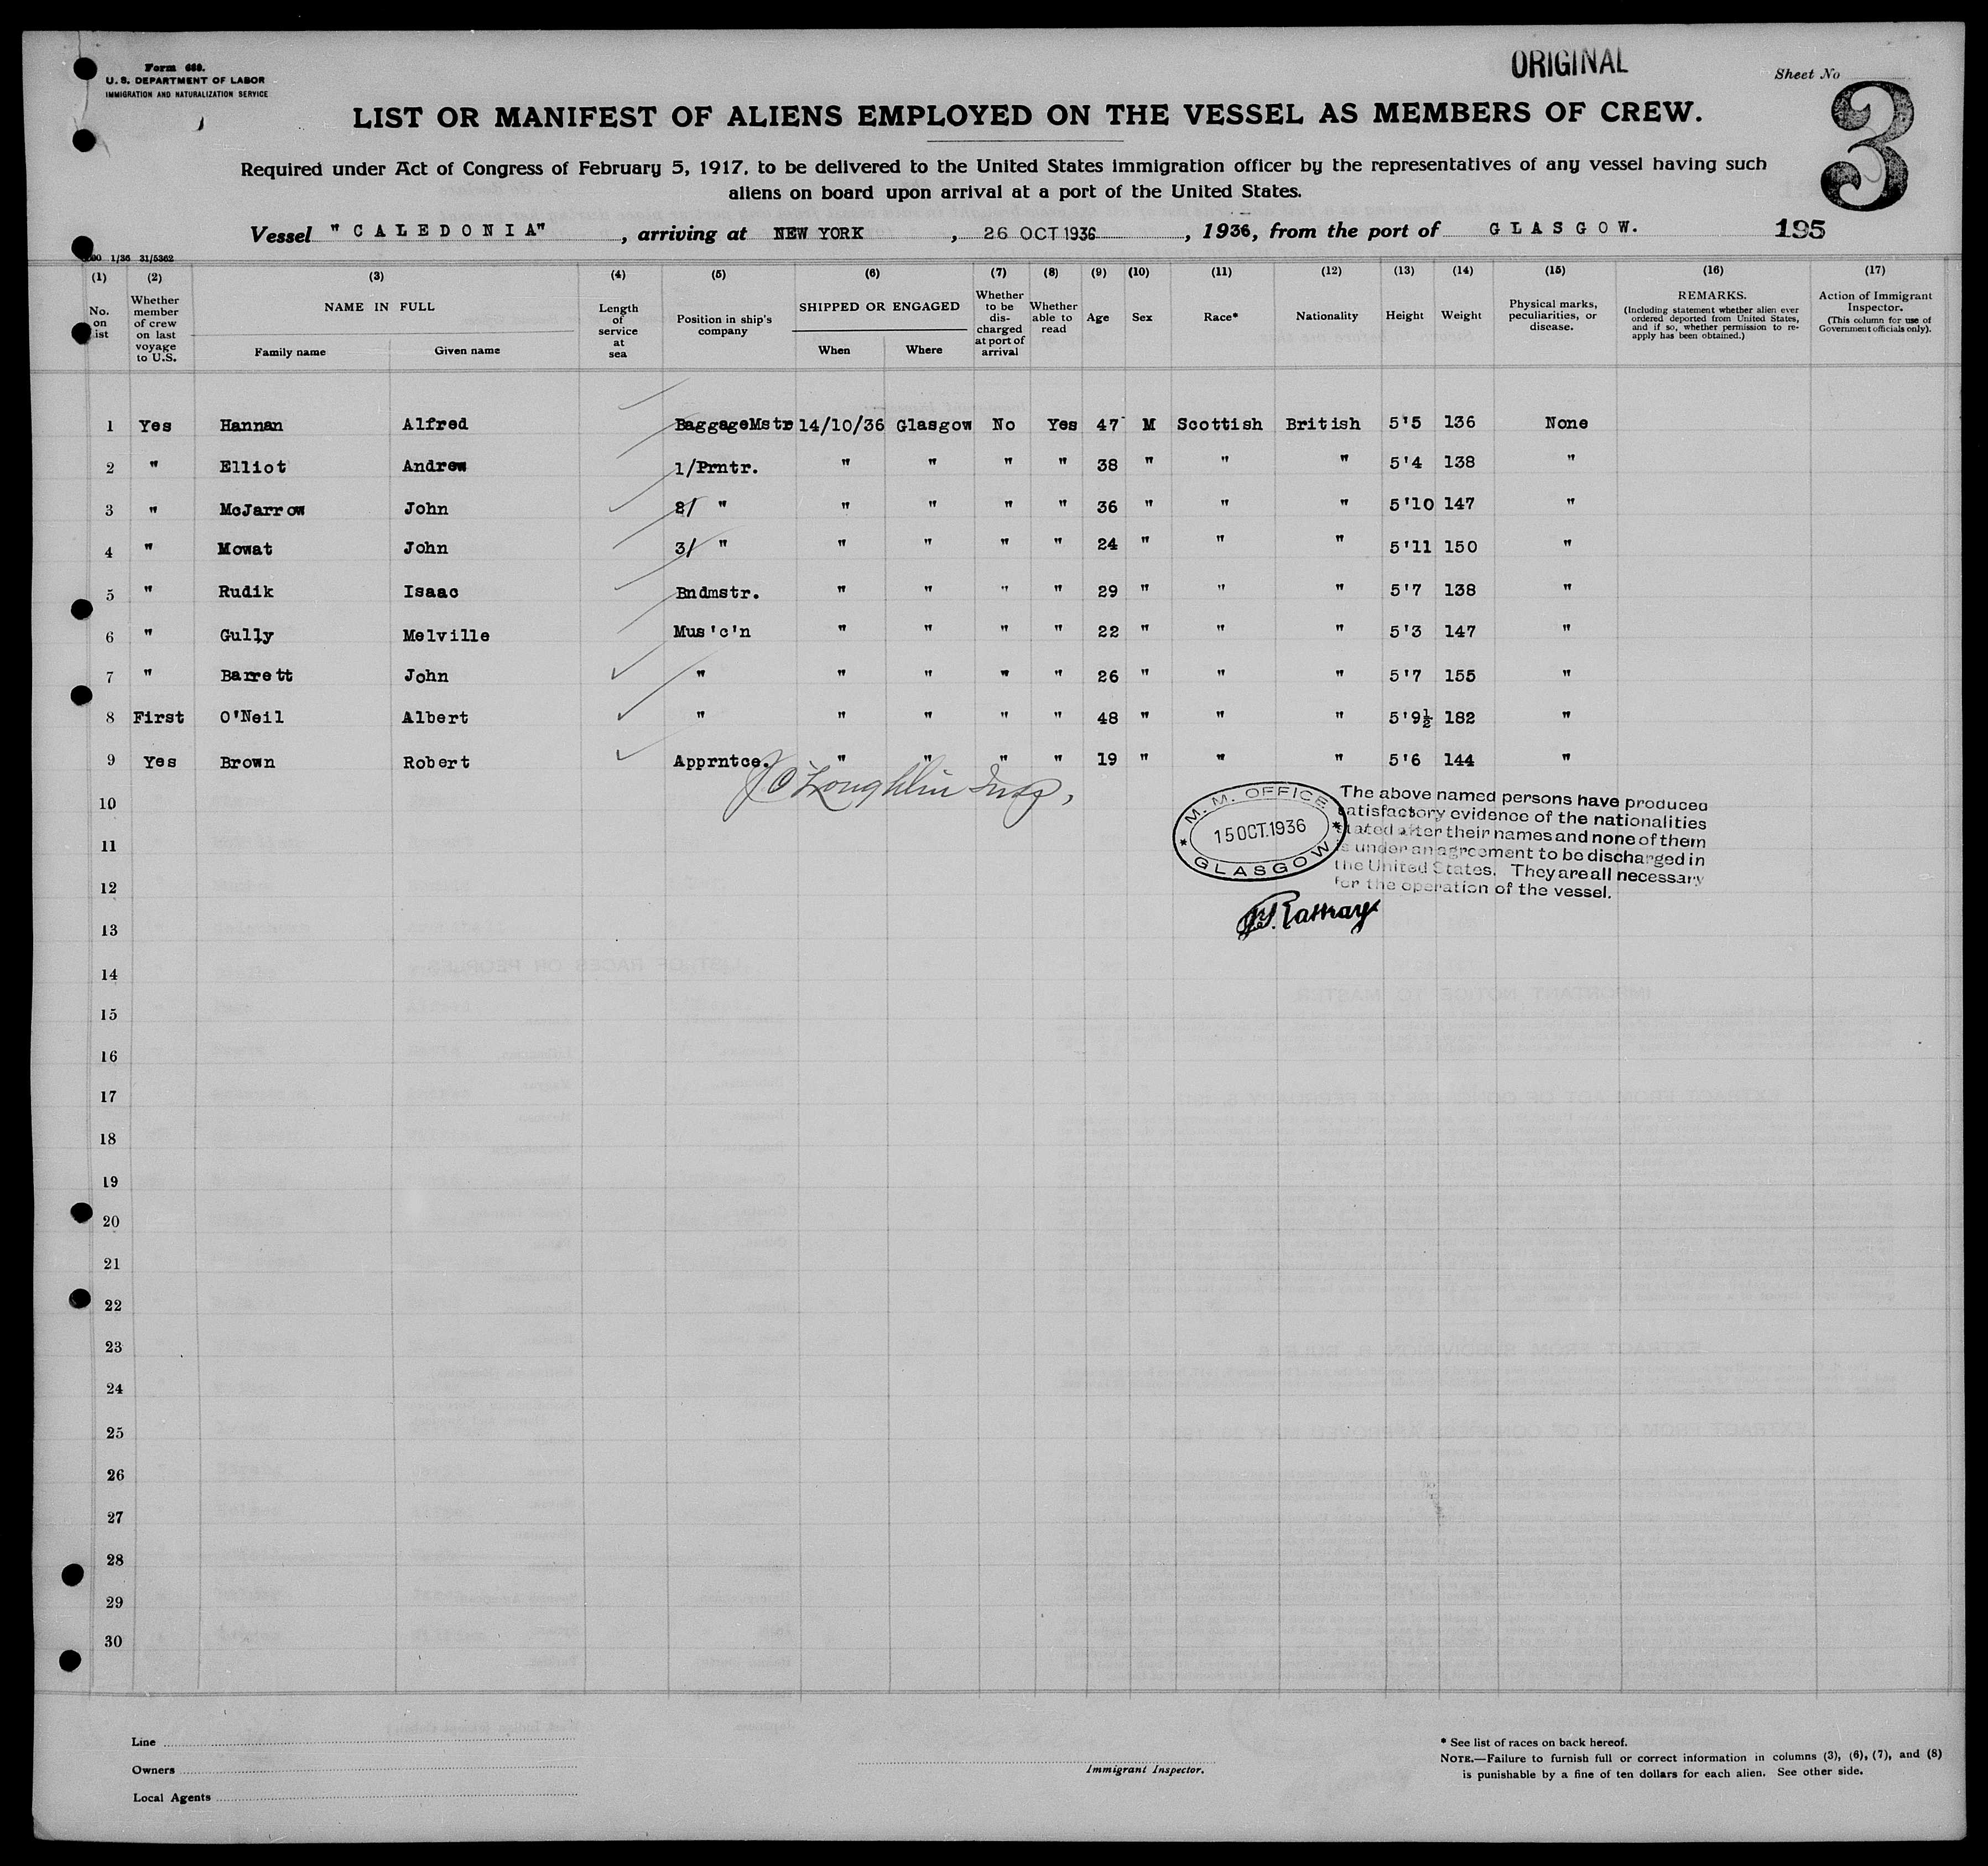 Form 689.
U. S. DEPARTMENT OF LABOR
IMMIGRATION AND NATURALIZATION SERVICE
ORIGINAL
Sheet No
3
LIST OR MANIFEST OF ALIENS EMPLOYED ON THE VESSEL AS MEMBERS OF CREW.
Required under Act of Congress of February 5, 1917, to be delivered to the United States immigration officer by the representatives of any vessel having such
aliens on board upon arrival at a port of the United States.
Vessel "CALEDONIA", arriving at NEW YORK, 26 OCT 1936, 1936, from the port of GLASGOW. 195
1/36 31/5362
(1) (2) (3) (4) (5) (6) (7) (8) (9) (10) (11) (12) (13) (14) (15) (16) (17)
No. on list
Whether member of crew on last voyage to U.S.
NAME IN FULL
Family name Given name
Length of service at sea
Position in ship's company
SHIPPED OR ENGAGED
When Where
Whether to be discharged at port of arrival
Whether able to read
Age
Sex
Race*
Nationality
Height
Weight
Physical marks, peculiarities, or disease.
REMARKS.
(Including statement whether alien ever ordered deported from United States, and if so, whether permission to reapply has been obtained.)
Action of Immigrant Inspector.
(This column for use of Government officials only).
1 Yes Hannan Alfred BaggageMstr 14/10/36 Glasgow No Yes 47 M Scottish British 5'5 136 None
2 " Elliot Andrew 1/Prntr. " " " " 38 " " " 5'4 138 "
3 " McJarrow John 2/ " " " " " 36 " " " 5'10 147 "
4 " Mowat John 3/ " " " " " 24 " " " 5'11 150 "
5 " Rudik Isaac Bndmstr. " " " " 29 " " " 5'7 138 "
6 " Gully Melville Mus'c'n " " " " 22 " " " 5'3 147 "
7 " Barrett John " " " " " 26 " " " 5'7 155 "
8 First O'Neil Albert " " " " " 48 " " " 5'9½ 182 "
9 Yes Brown Robert Apprntce. " " " " 19 " " " 5'6 144 "
J O'Loughlin Insp.
10
11
12
13
14
15
16
17
18
19
20
21
22
23
24
25
26
27
28
29
30
M. M. OFFICE
15 OCT. 1936
GLASGOW
The above named persons have produced
satisfactory evidence of the nationalities
stated after their names and none of them
is under an agreement to be discharged in
the United States. They are all necessary
for the operation of the vessel.
Line
Owners
Local Agents
Immigrant Inspector.
* See list of races on back hereof.
NOTE.—Failure to furnish full or correct information in columns (3), (6), (7), and (8)
is punishable by a fine of ten dollars for each alien. See other side.